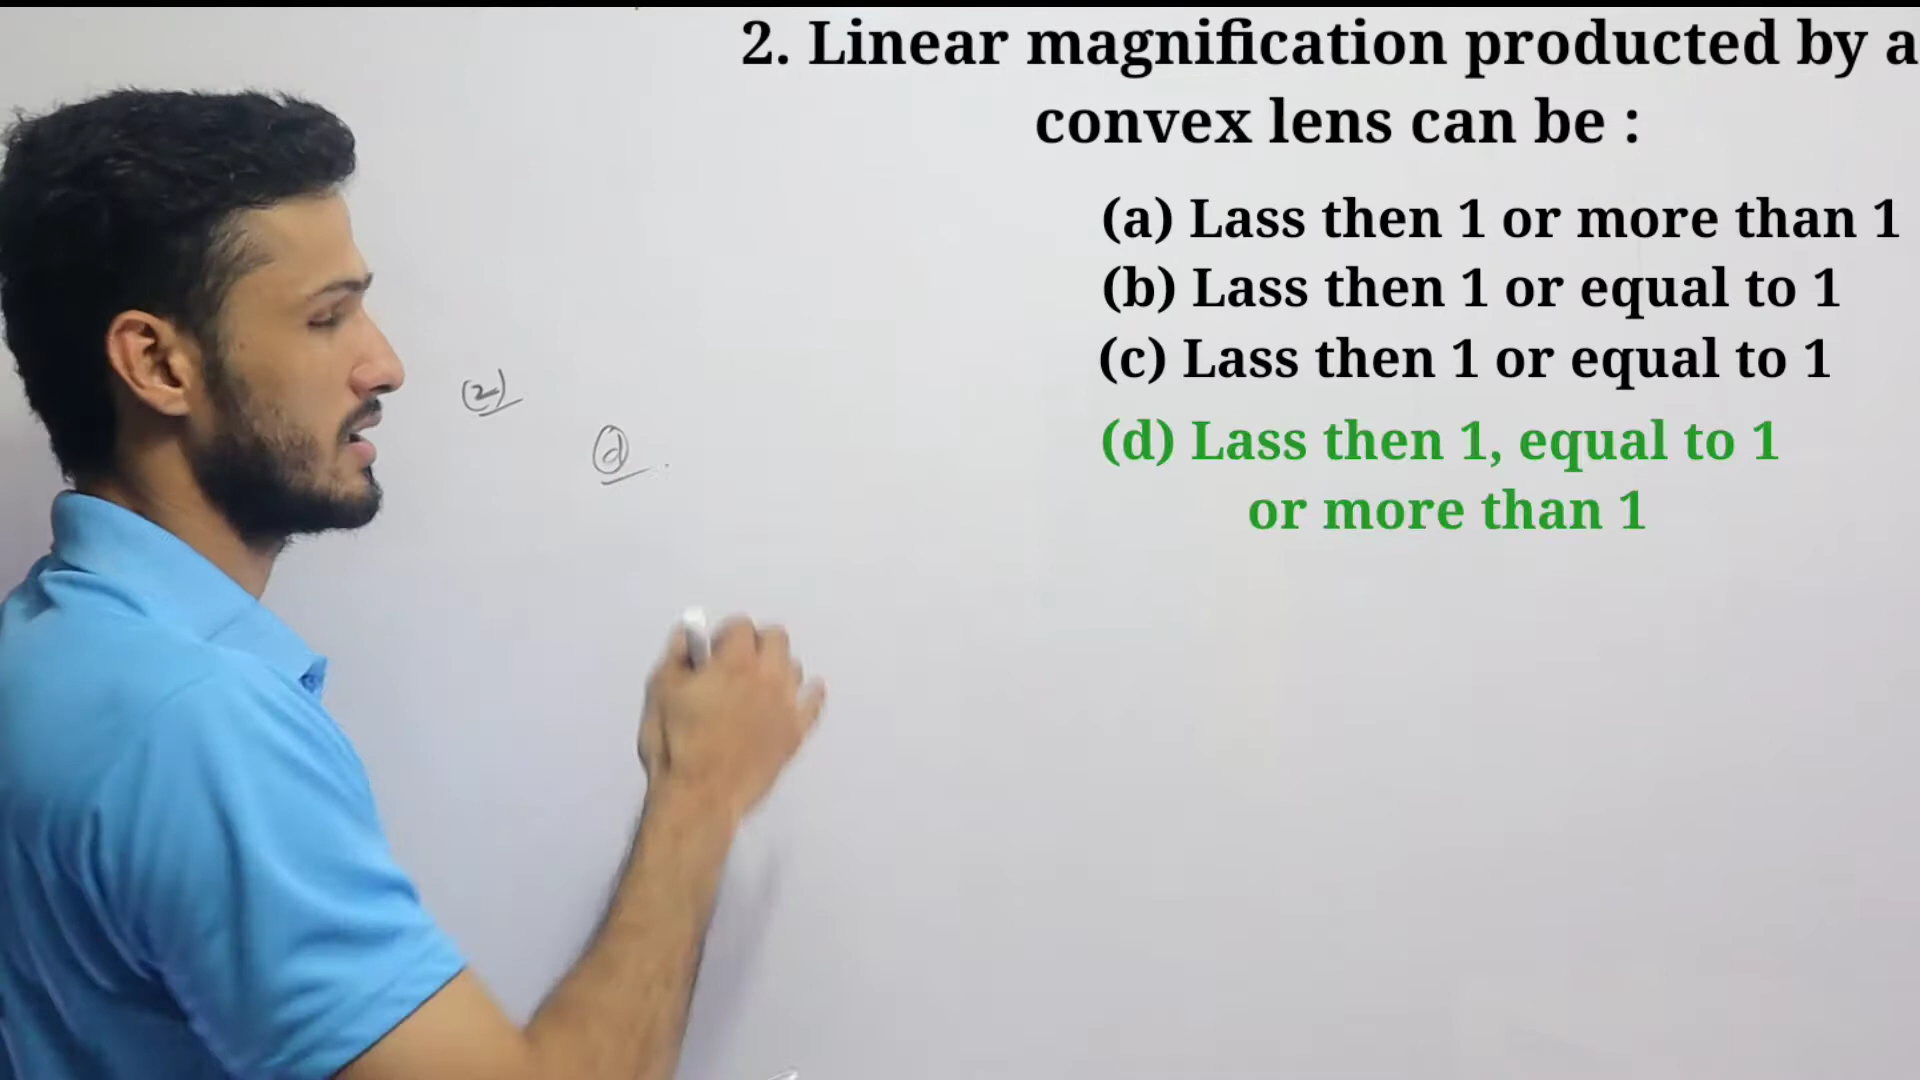 2. Linear magnification producted by a
convex lens can be :
(a) Lass then 1 or more than 1
(b) Lass then 1 or equal to 1
(c) Lass then 1 or equal to 1
(d) Lass then 1, equal to 1
or more than 1
(2)
(d)